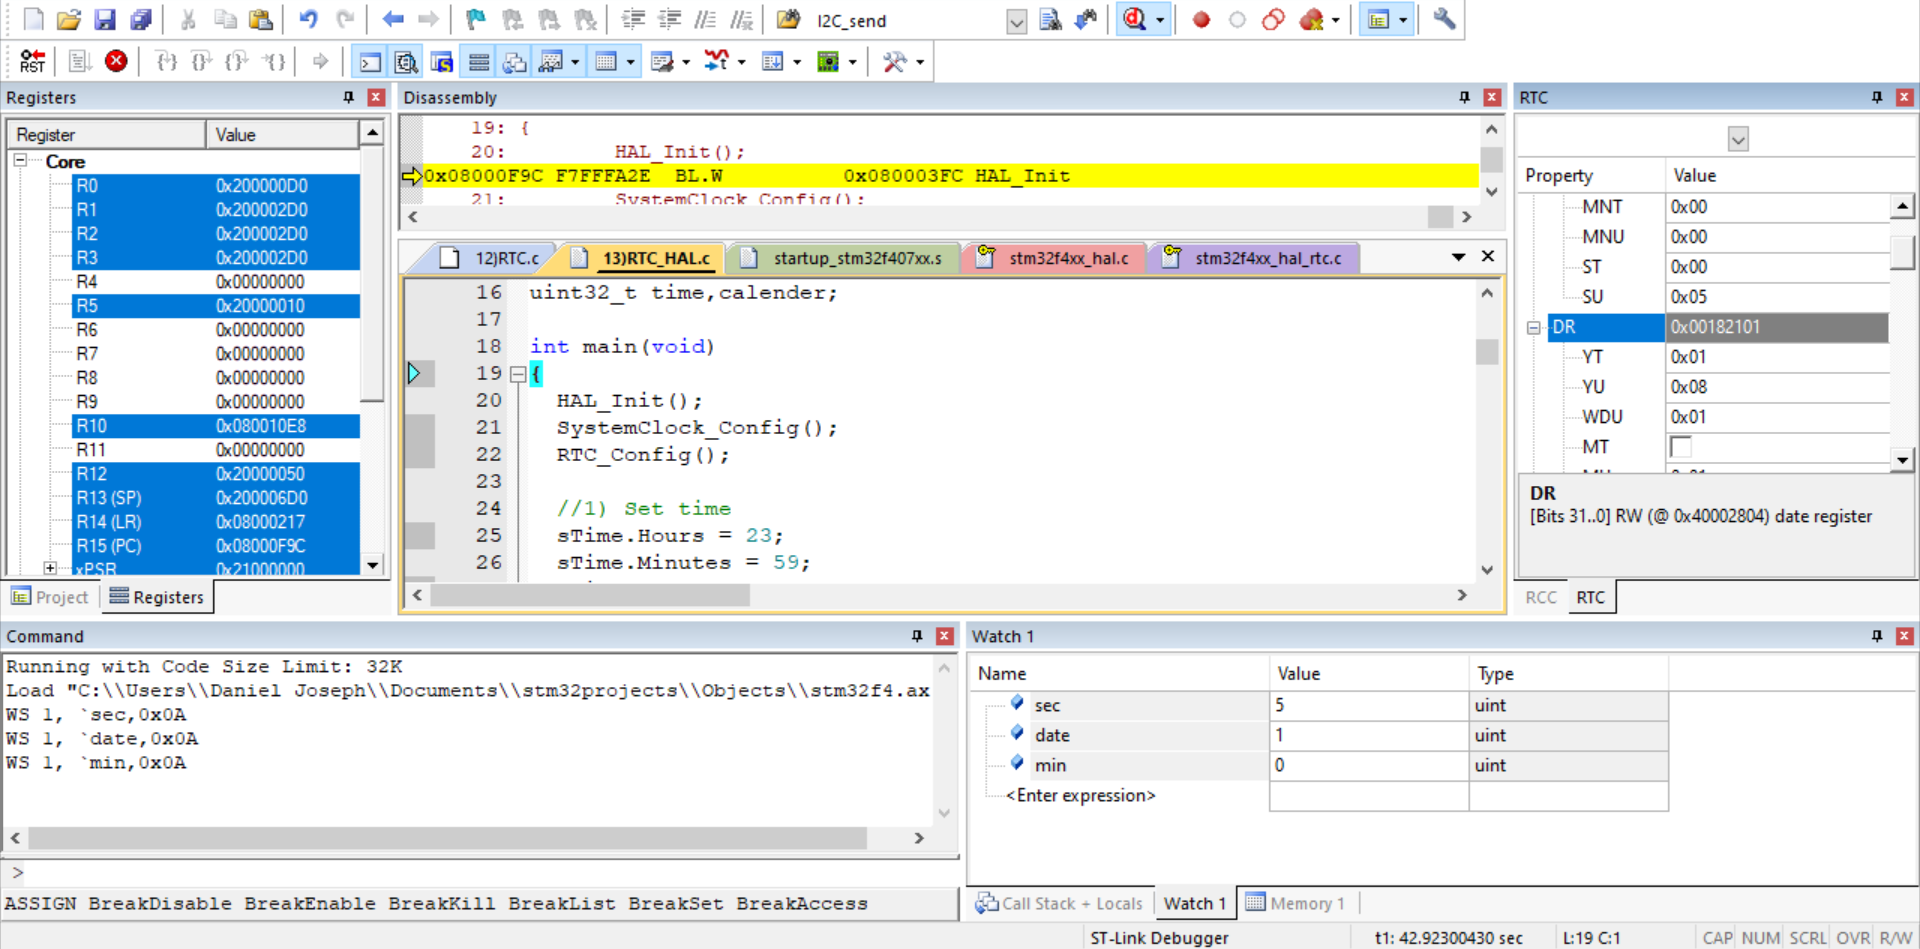 I2C_send
RST
Registers
Register Value
Core
R0 0x200000D0
R1 0x200002D0
R2 0x200002D0
R3 0x200002D0
R4 0x00000000
R5 0x20000010
R6 0x00000000
R7 0x00000000
R8 0x00000000
R9 0x00000000
R10 0x080010E8
R11 0x00000000
R12 0x20000050
R13 (SP) 0x200006D0
R14 (LR) 0x08000217
R15 (PC) 0x08000F9C
xPSR 0x21000000
Project Registers
Disassembly
19: {
20: HAL_Init();
0x08000F9C F7FFFA2E BL.W 0x080003FC HAL_Init
21: SystemClock_Config();
12)RTC.c 13)RTC_HAL.c startup_stm32f407xx.s stm32f4xx_hal.c stm32f4xx_hal_rtc.c
16 uint32_t time,calender;
17
18 int main(void)
19 {
20 HAL_Init();
21 SystemClock_Config();
22 RTC_Config();
23
24 //1) Set time
25 sTime.Hours = 23;
26 sTime.Minutes = 59;
RTC
Property Value
MNT 0x00
MNU 0x00
ST 0x00
SU 0x05
DR 0x00182101
YT 0x01
YU 0x08
WDU 0x01
MT
MU 0x01
DR
[Bits 31..0] RW (@ 0x40002804) date register
RCC RTC
Command
Running with Code Size Limit: 32K
Load "C:\\Users\\Daniel Joseph\\Documents\\stm32projects\\Objects\\stm32f4.ax
WS 1, `sec,0x0A
WS 1, `date,0x0A
WS 1, `min,0x0A
>
ASSIGN BreakDisable BreakEnable BreakKill BreakList BreakSet BreakAccess
Watch 1
Name Value Type
sec 5 uint
date 1 uint
min 0 uint
<Enter expression>
Call Stack + Locals Watch 1 Memory 1
ST-Link Debugger t1: 42.92300430 sec L:19 C:1 CAP NUM SCRL OVR R/W